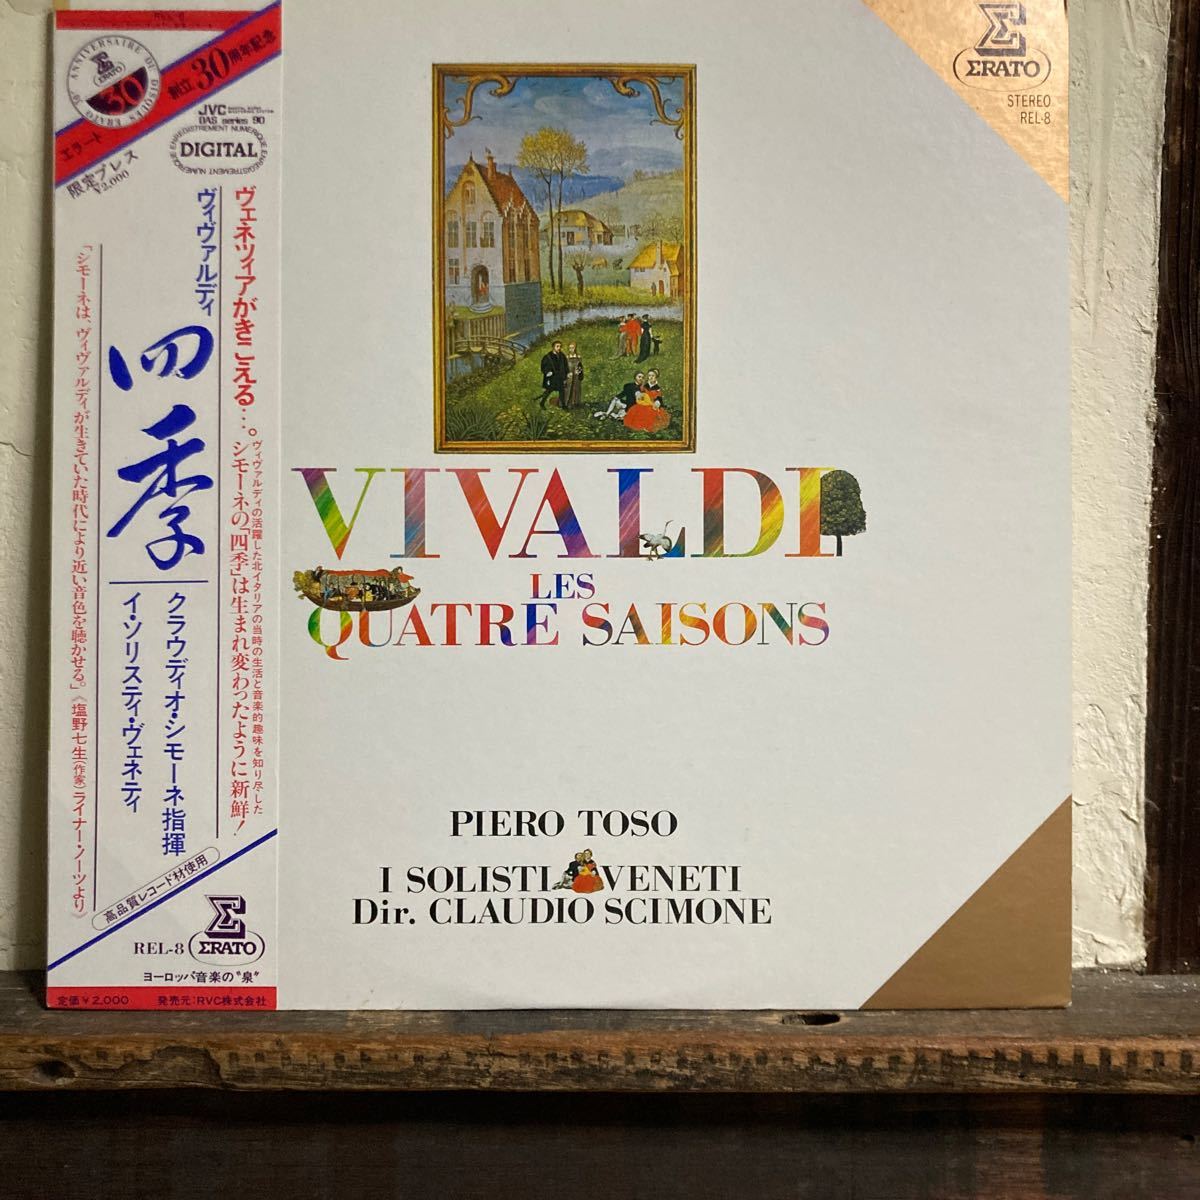 30e ANNIVERSAIRE DU DISQUES ERATO
ERATO
30
エラート
創立30周年記念
限定プレス
¥2,000
JVC
DAS series 90
ENREGISTREMENT NUMERIQUE
DIGITAL
ENREGISTREMENT NUMERIQUE
ヴェネツィアがきこえる…。
ヴィヴァルディの活躍した北イタリアの当時の生活と音楽的趣味を知り尽した
シモーネの「四季」は生まれ変わったように新鮮!
ヴィヴァルディ
四季
クラウディオ・シモーネ指揮
イ・ソリスティ・ヴェネティ
「シモーネは、ヴィヴァルディが生きていた時代により近い音色を聴かせる。」《塩野七生(作家)ライナー・ノーツより》
高品質レコード材使用
REL-8
ERATO
ヨーロッパ音楽の〝泉〟
定価¥2,000
発売元:RVC株式会社
ERATO
STEREO
REL-8
VIVALDI
LES
QUATRE SAISONS
PIERO TOSO
I SOLISTI VENETI
Dir. CLAUDIO SCIMONE